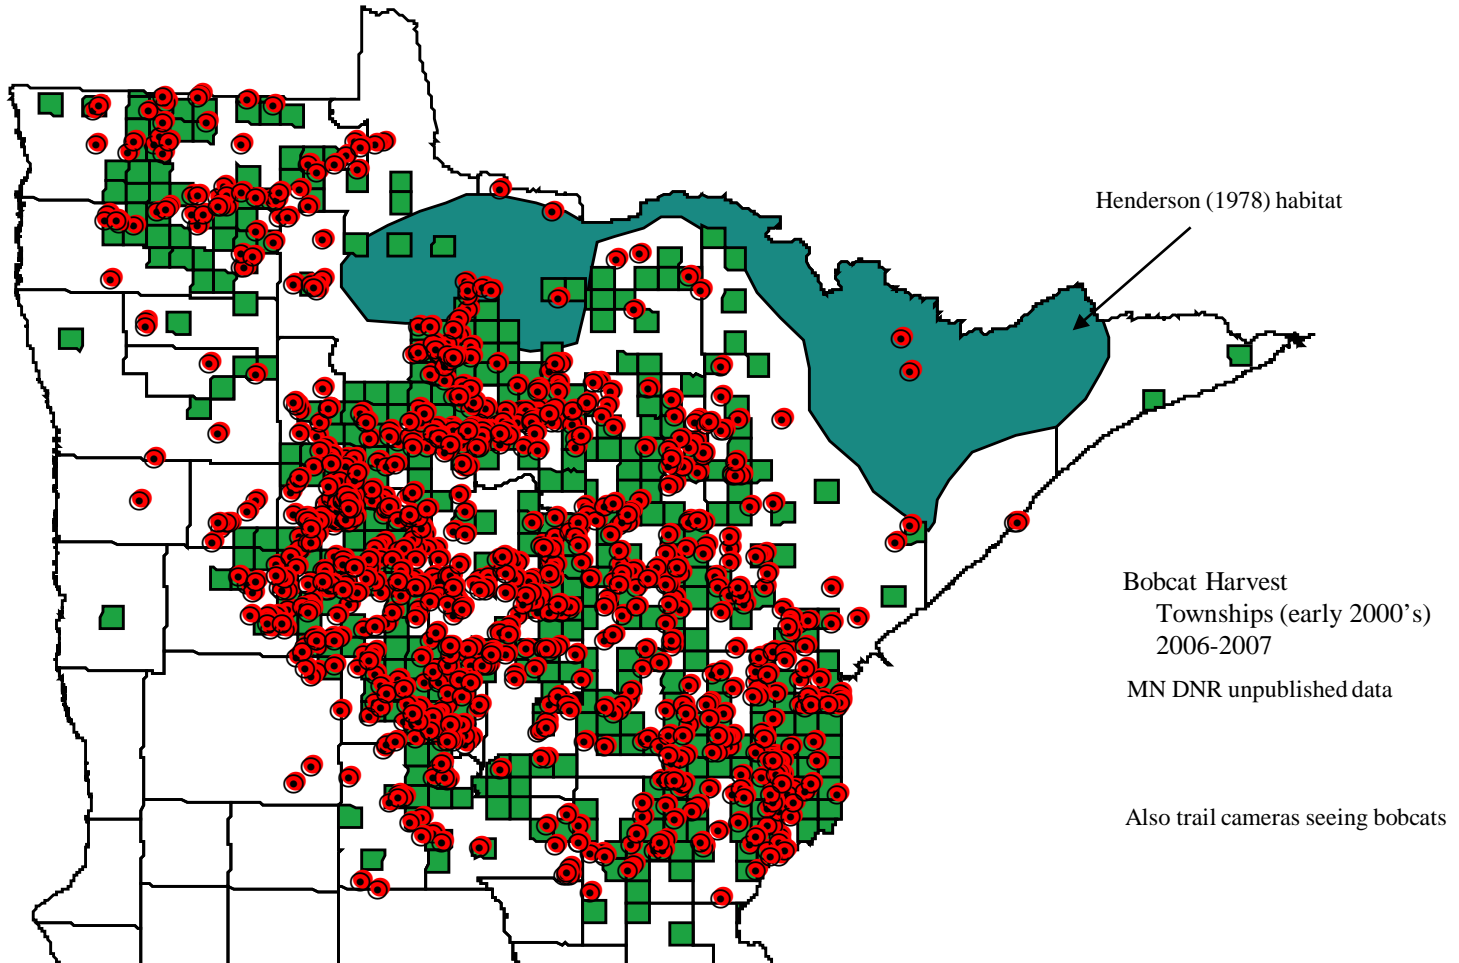 Henderson (1978) habitat
Bobcat Harvest
Townships (early 2000’s)
2006-2007
MN DNR unpublished data
Also trail cameras seeing bobcats